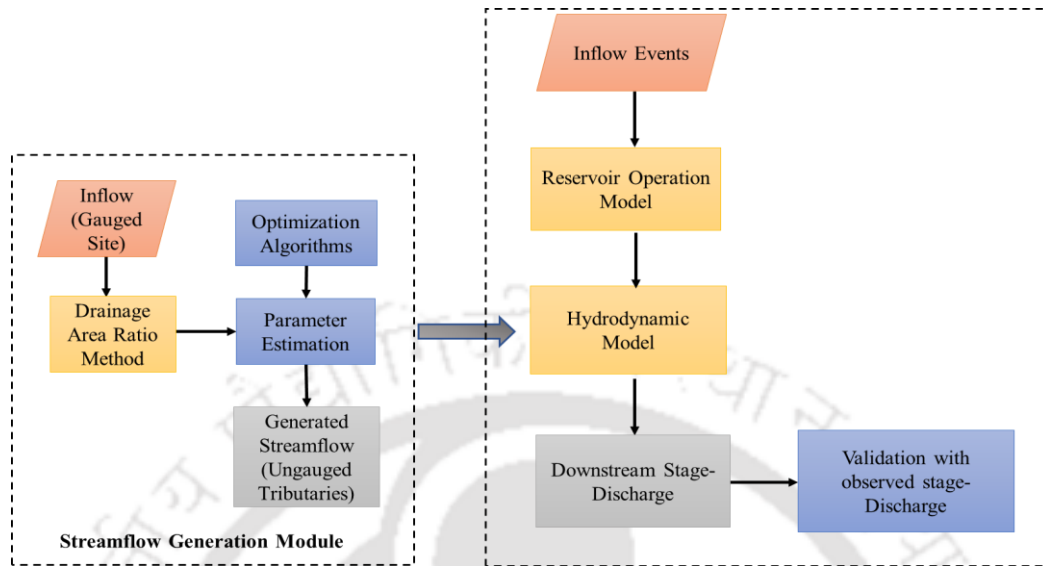 Inflow
(Gauged
Site)
Drainage
Area Ratio
Method
Optimization
Algorithms
Parameter
Estimation
Generated
Streamflow
(Ungauged
Tributaries)
Streamflow Generation Module
Inflow Events
Reservoir Operation
Model
Hydrodynamic
Model
Downstream Stage-
Discharge
Validation with
observed stage-
Discharge